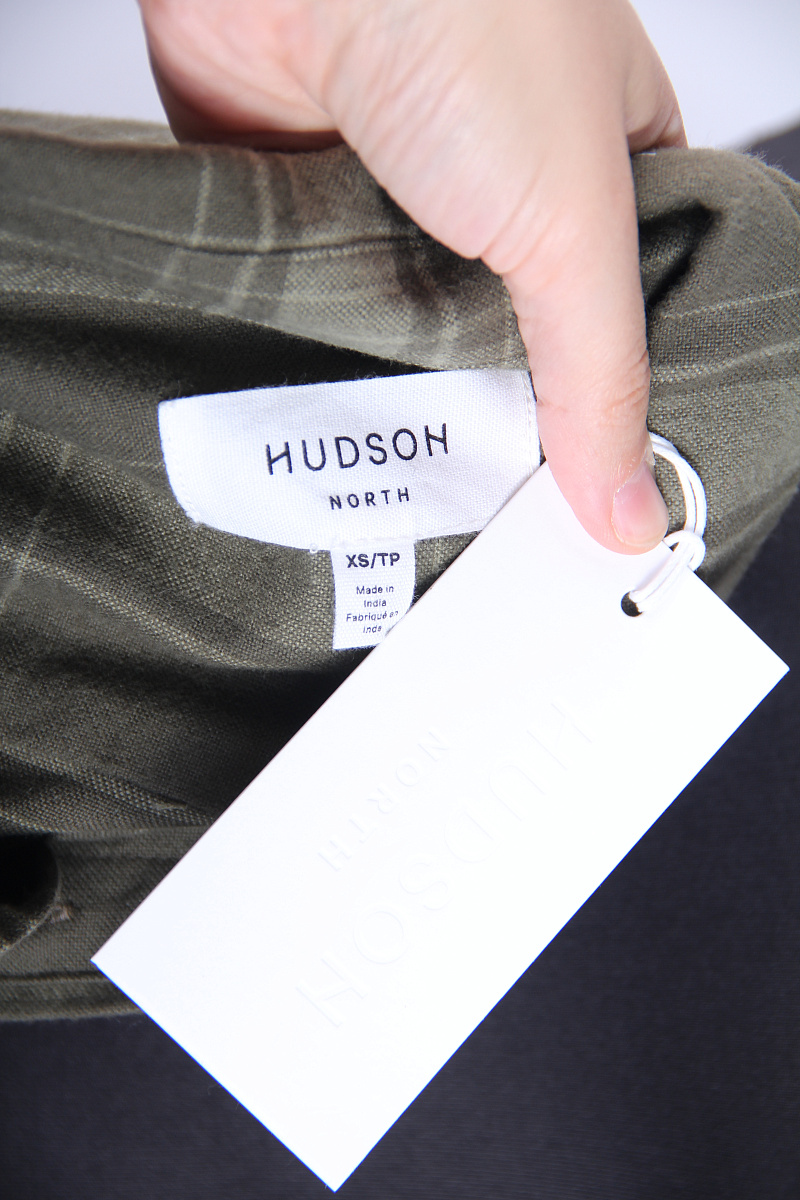 HUDSON
NORTH
XS/TP
Made in
India
Fabriqué en
Inde
HUDSON
NORTH